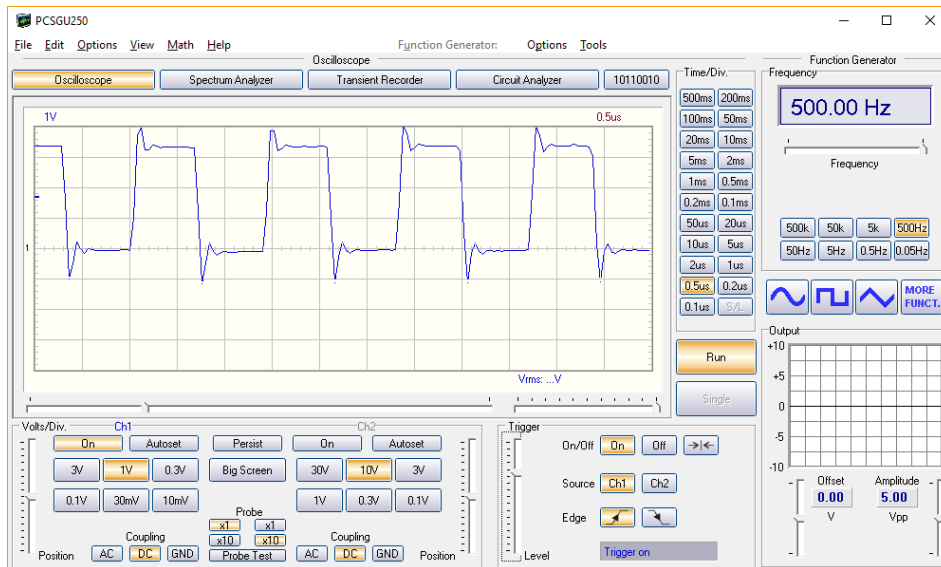 PCSGU250
File Edit Options View Math Help Function Generator: Options Tools
Oscilloscope
Oscilloscope Spectrum Analyzer Transient Recorder Circuit Analyzer 10110010
1V 0.5us
1
Vrms: ...V
Time/Div.
500ms 200ms
100ms 50ms
20ms 10ms
5ms 2ms
1ms 0.5ms
0.2ms 0.1ms
50us 20us
10us 5us
2us 1us
0.5us 0.2us
0.1us S/L
Run
Single
Function Generator
Frequency
500.00 Hz
Frequency
500k 50k 5k 500Hz
50Hz 5Hz 0.5Hz 0.05Hz
MORE
FUNCT.
Output
+10
+5
0
-5
-10
Offset Amplitude
0.00 5.00
V Vpp
Volts/Div. Ch1 Ch2
On Autoset Persist On Autoset
3V 1V 0.3V Big Screen 30V 10V 3V
0.1V 30mV 10mV 1V 0.3V 0.1V
Probe
x1 x1
x10 x10
Coupling Coupling
Position AC DC GND Probe Test AC DC GND Position
Trigger
On/Off On Off
Source Ch1 Ch2
Edge
Level Trigger on